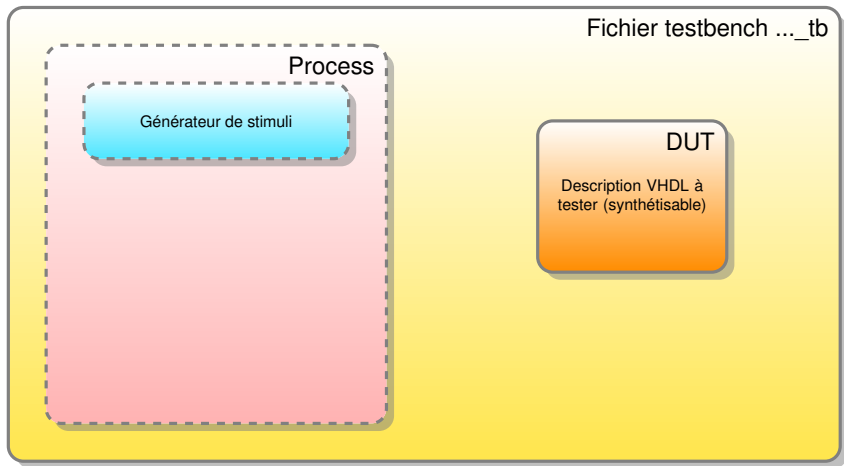 Fichier testbench ..._tb
Process
Générateur de stimuli
DUT
Description VHDL à
tester (synthétisable)